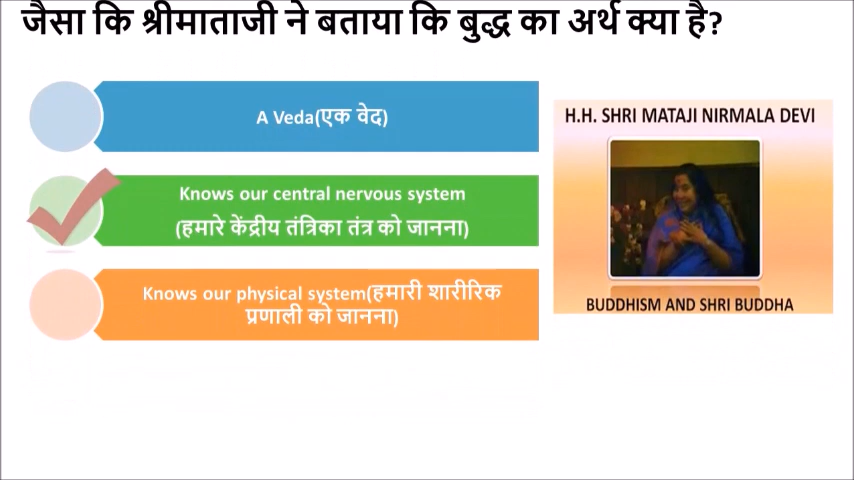 जैसा कि श्रीमाताजी ने बताया कि बुद्ध का अर्थ क्या है?
A Veda(एक वेद)
Knows our central nervous system
(हमारे केंद्रीय तंत्रिका तंत्र को जानना)
Knows our physical system(हमारी शारीरिक
प्रणाली को जानना)
H.H. SHRI MATAJI NIRMALA DEVI
BUDDHISM AND SHRI BUDDHA